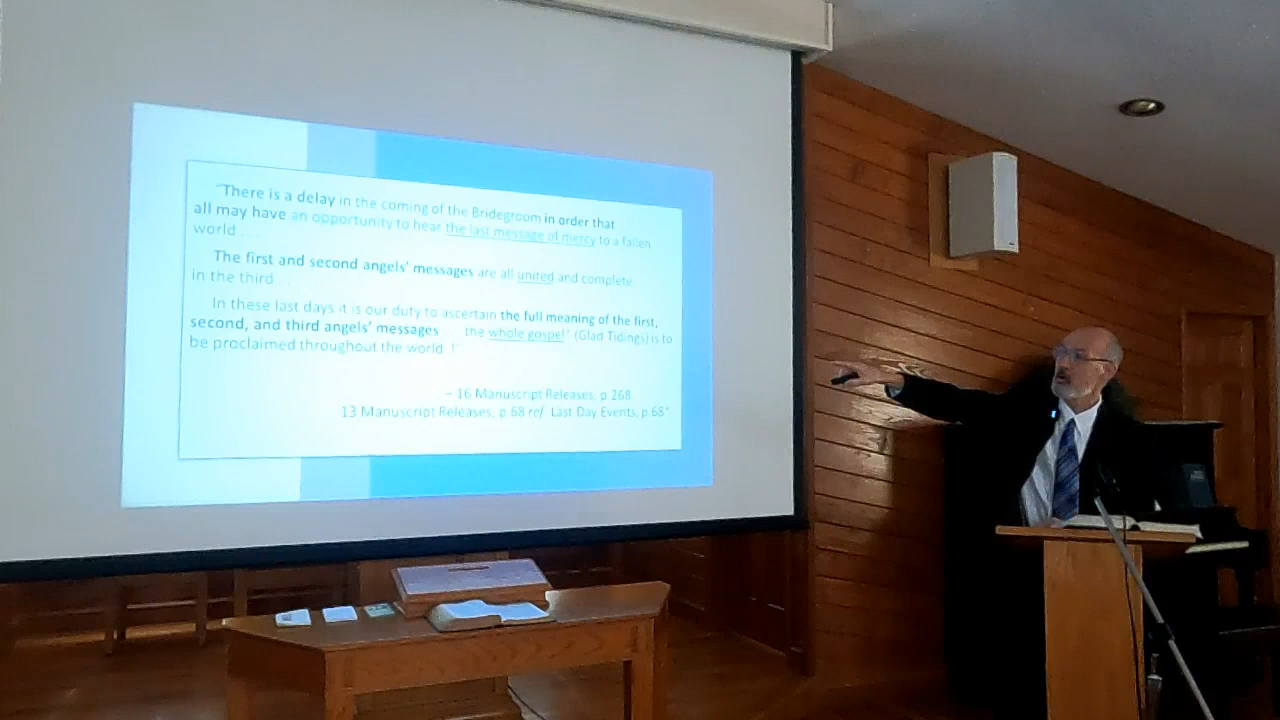 "There is a delay in the coming of the Bridegroom in order that
all may have an opportunity to hear the last message of mercy to a fallen
world . . . .
The first and second angels' messages are all united and complete
in the third . . .
In these last days it is our duty to ascertain the full meaning of the first,
second, and third angels' messages . . . the whole gospel" (Glad Tidings) is to
be proclaimed throughout the world. !"
– 16 Manuscript Releases, p 268
13 Manuscript Releases, p 68 ref. Last Day Events, p.68"